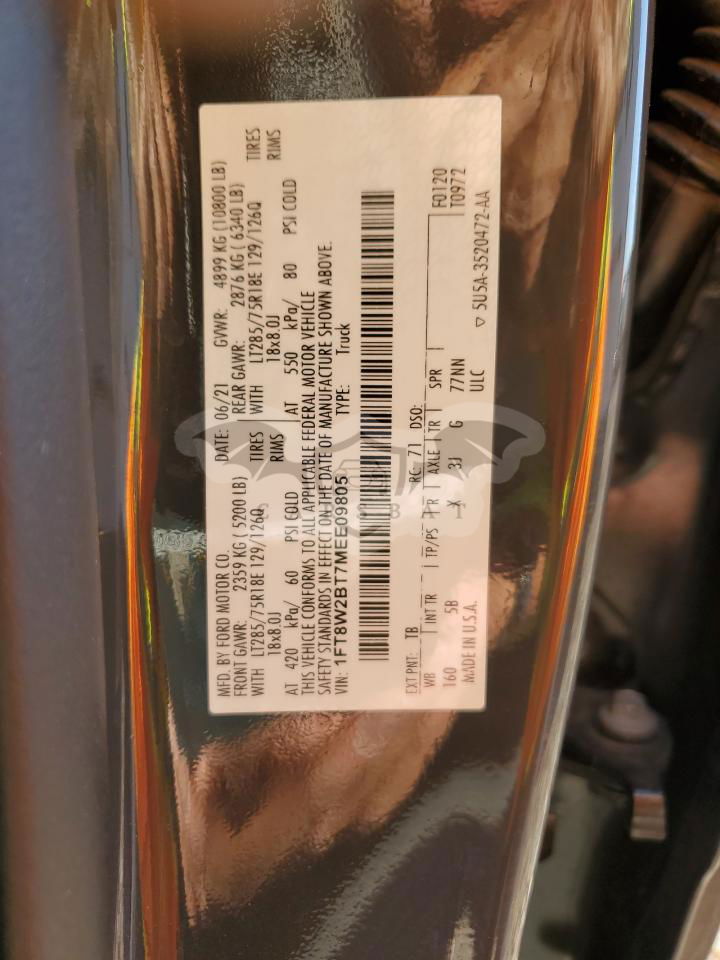 MFD. BY FORD MOTOR CO. DATE: 06/21 GVWR: 4899 KG (10800 LB)
FRONT GAWR: 2359 KG ( 5200 LB) REAR GAWR: 2876 KG ( 6340 LB)
WITH LT285/75R18E 129/126Q TIRES WITH LT285/75R18E 129/126Q TIRES
18x8.0J RIMS 18x8.0J RIMS
AT 420 kPa/ 60 PSI COLD AT 550 kPa/ 80 PSI COLD
THIS VEHICLE CONFORMS TO ALL APPLICABLE FEDERAL MOTOR VEHICLE
SAFETY STANDARDS IN EFFECT ON THE DATE OF MANUFACTURE SHOWN ABOVE.
VIN: 1FT8W2BT7MEE09805 TYPE: Truck
EXT PNT: TB RC: 71 DSO:
WB INT TR TP/PS R AXLE TR SPR F0120
160 5B X 3J G 77NN T0972
MADE IN U.S.A. ULC
▽ 5U5A-3520472-AA